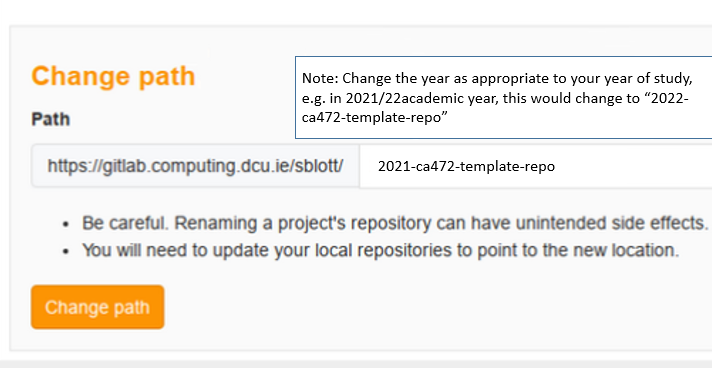 Change path
Note: Change the year as appropriate to your year of study,
e.g. in 2021/22academic year, this would change to “2022-
ca472-template-repo”
Path
https://gitlab.computing.dcu.ie/sblott/ 2021-ca472-template-repo
• Be careful. Renaming a project's repository can have unintended side effects.
• You will need to update your local repositories to point to the new location.
Change path